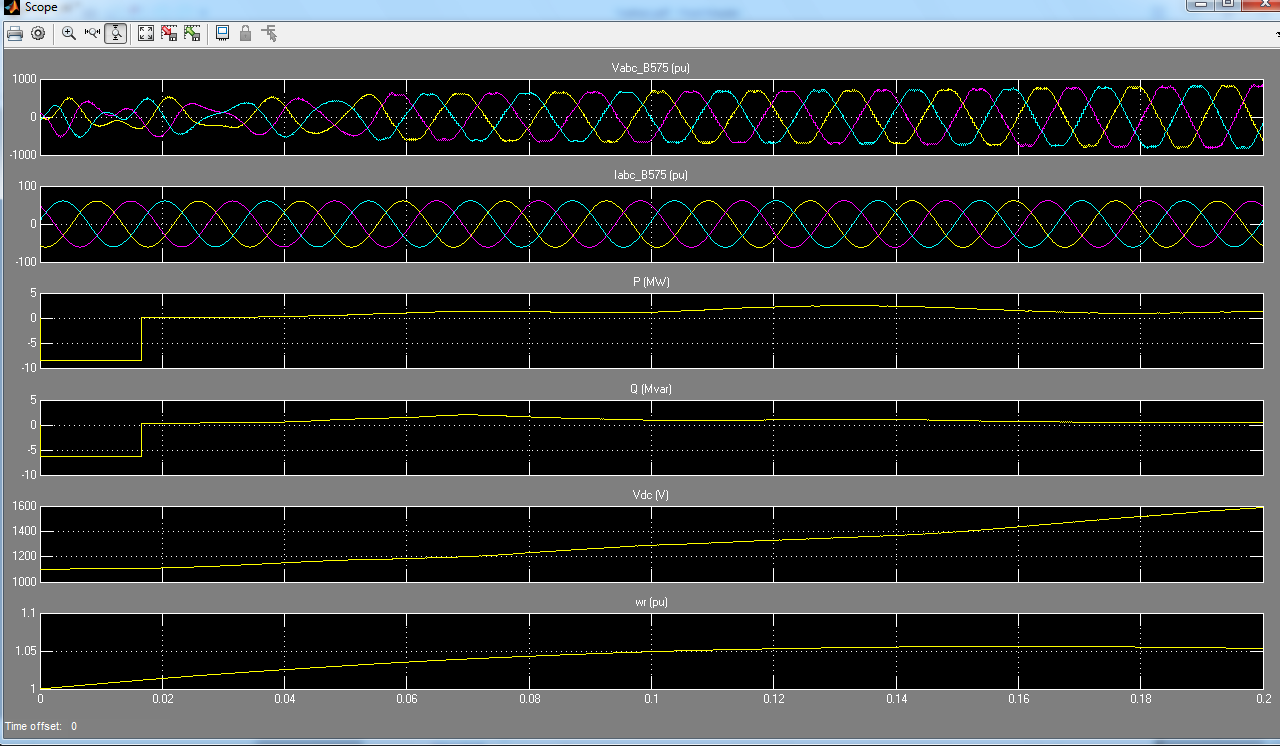 Scope
Vabc_B575 (pu)
1000
0
-1000
Iabc_B575 (pu)
100
0
-100
P (MW)
5
0
-5
-10
Q (Mvar)
5
0
-5
-10
Vdc (V)
1600
1400
1200
1000
wr (pu)
1.1
1.05
1
0 0.02 0.04 0.06 0.08 0.1 0.12 0.14 0.16 0.18 0.2
Time offset: 0